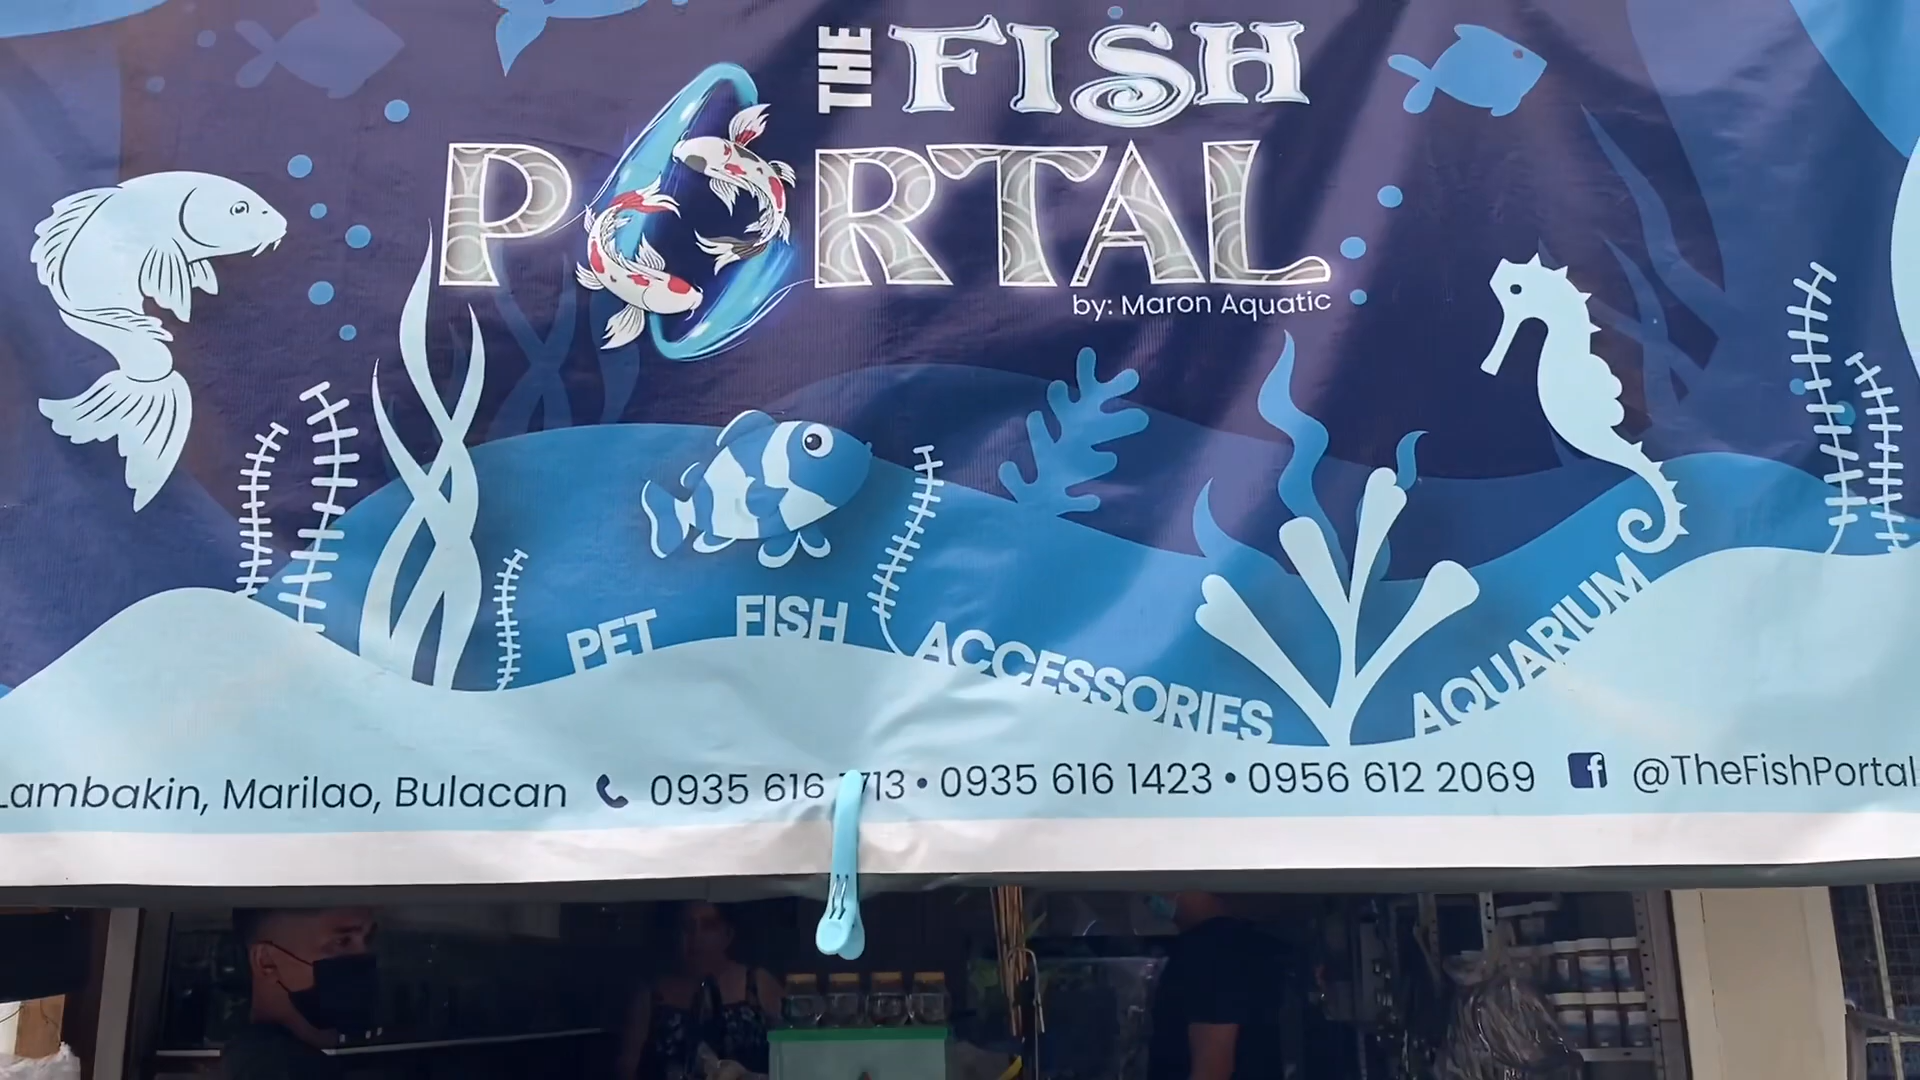 THE FISH
PORTAL
by: Maron Aquatic
PET FISH ACCESSORIES AQUARIUM
Lambakin, Marilao, Bulacan 0935 616 • 0935 616 1423 • 0956 612 2069 @TheFishPortal